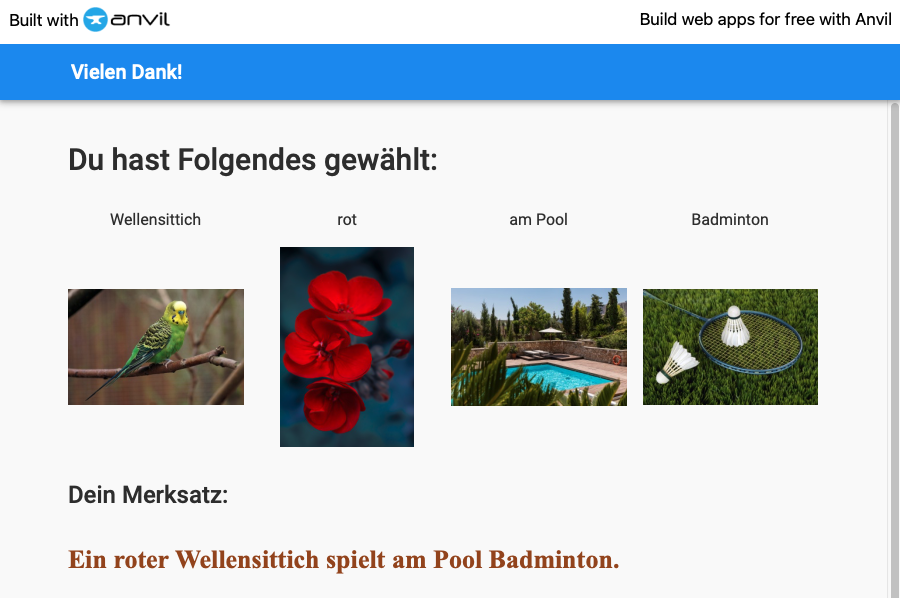 Built with anvil
Build web apps for free with Anvil
Vielen Dank!
Du hast Folgendes gewählt:
Wellensittich
rot
am Pool
Badminton
Dein Merksatz:
Ein roter Wellensittich spielt am Pool Badminton.